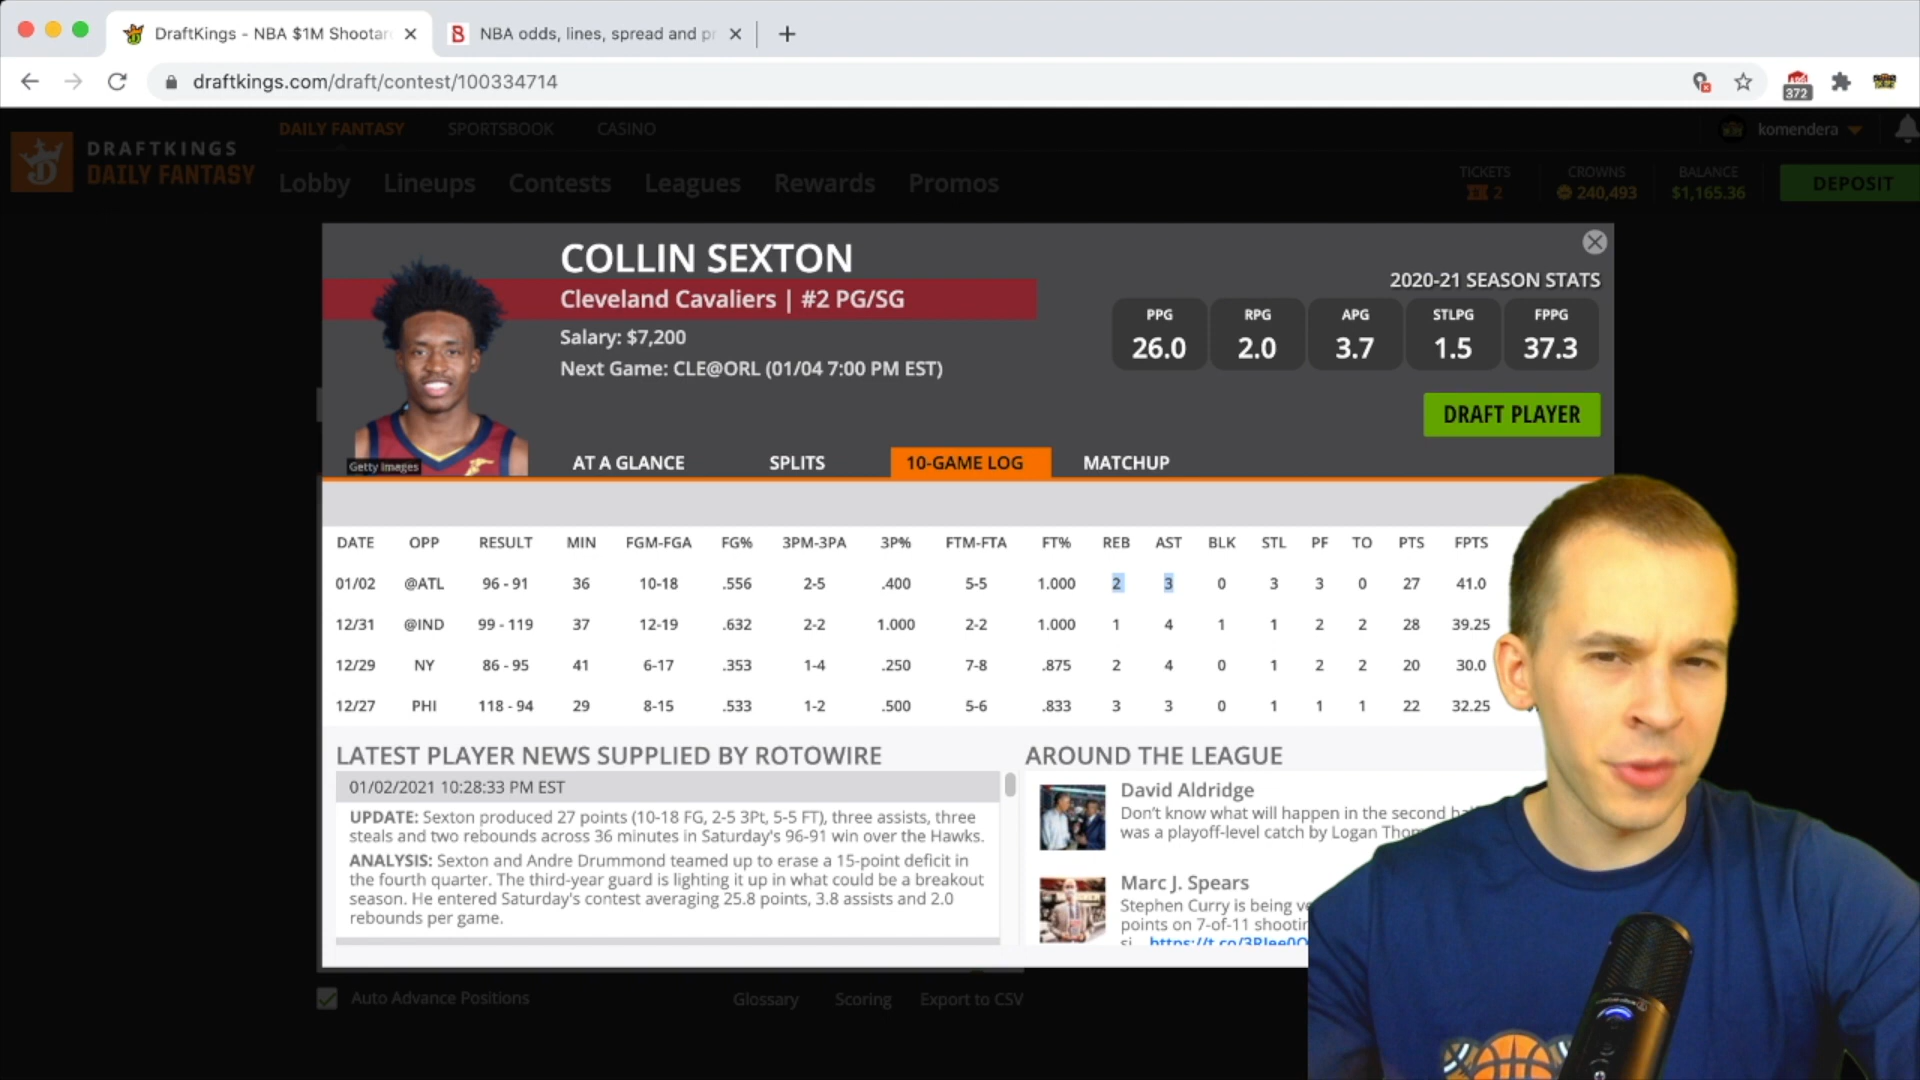 DraftKings - NBA $1M Shootar
NBA odds, lines, spread and pr
draftkings.com/draft/contest/100334714
372
DAILY FANTASY SPORTSBOOK CASINO
komendera
DRAFTKINGS
DAILY FANTASY
Lobby Lineups Contests Leagues Rewards Promos
TICKETS CROWNS BALANCE
2 240,493 $1,165.36
DEPOSIT
COLLIN SEXTON
Cleveland Cavaliers | #2 PG/SG
Salary: $7,200
Next Game: CLE@ORL (01/04 7:00 PM EST)
Getty Images
2020-21 SEASON STATS
PPG RPG APG STLPG FPPG
26.0 2.0 3.7 1.5 37.3
DRAFT PLAYER
AT A GLANCE SPLITS 10-GAME LOG MATCHUP
DATE OPP RESULT MIN FGM-FGA FG% 3PM-3PA 3P% FTM-FTA FT% REB AST BLK STL PF TO PTS FPTS
01/02 @ATL 96 - 91 36 10-18 .556 2-5 .400 5-5 1.000 2 3 0 3 3 0 27 41.0
12/31 @IND 99 - 119 37 12-19 .632 2-2 1.000 2-2 1.000 1 4 1 1 2 2 28 39.25
12/29 NY 86 - 95 41 6-17 .353 1-4 .250 7-8 .875 2 4 0 1 2 2 20 30.0
12/27 PHI 118 - 94 29 8-15 .533 1-2 .500 5-6 .833 3 3 0 1 1 1 22 32.25
LATEST PLAYER NEWS SUPPLIED BY ROTOWIRE
01/02/2021 10:28:33 PM EST
UPDATE: Sexton produced 27 points (10-18 FG, 2-5 3Pt, 5-5 FT), three assists, three
steals and two rebounds across 36 minutes in Saturday's 96-91 win over the Hawks.
ANALYSIS: Sexton and Andre Drummond teamed up to erase a 15-point deficit in
the fourth quarter. The third-year guard is lighting it up in what could be a breakout
season. He entered Saturday's contest averaging 25.8 points, 3.8 assists and 2.0
rebounds per game.
AROUND THE LEAGUE
David Aldridge
Don't know what will happen in the second ha
was a playoff-level catch by Logan Thom
Marc J. Spears
Stephen Curry is being ve
points on 7-of-11 shootin
Auto Advance Positions
Glossary Scoring Export to CSV